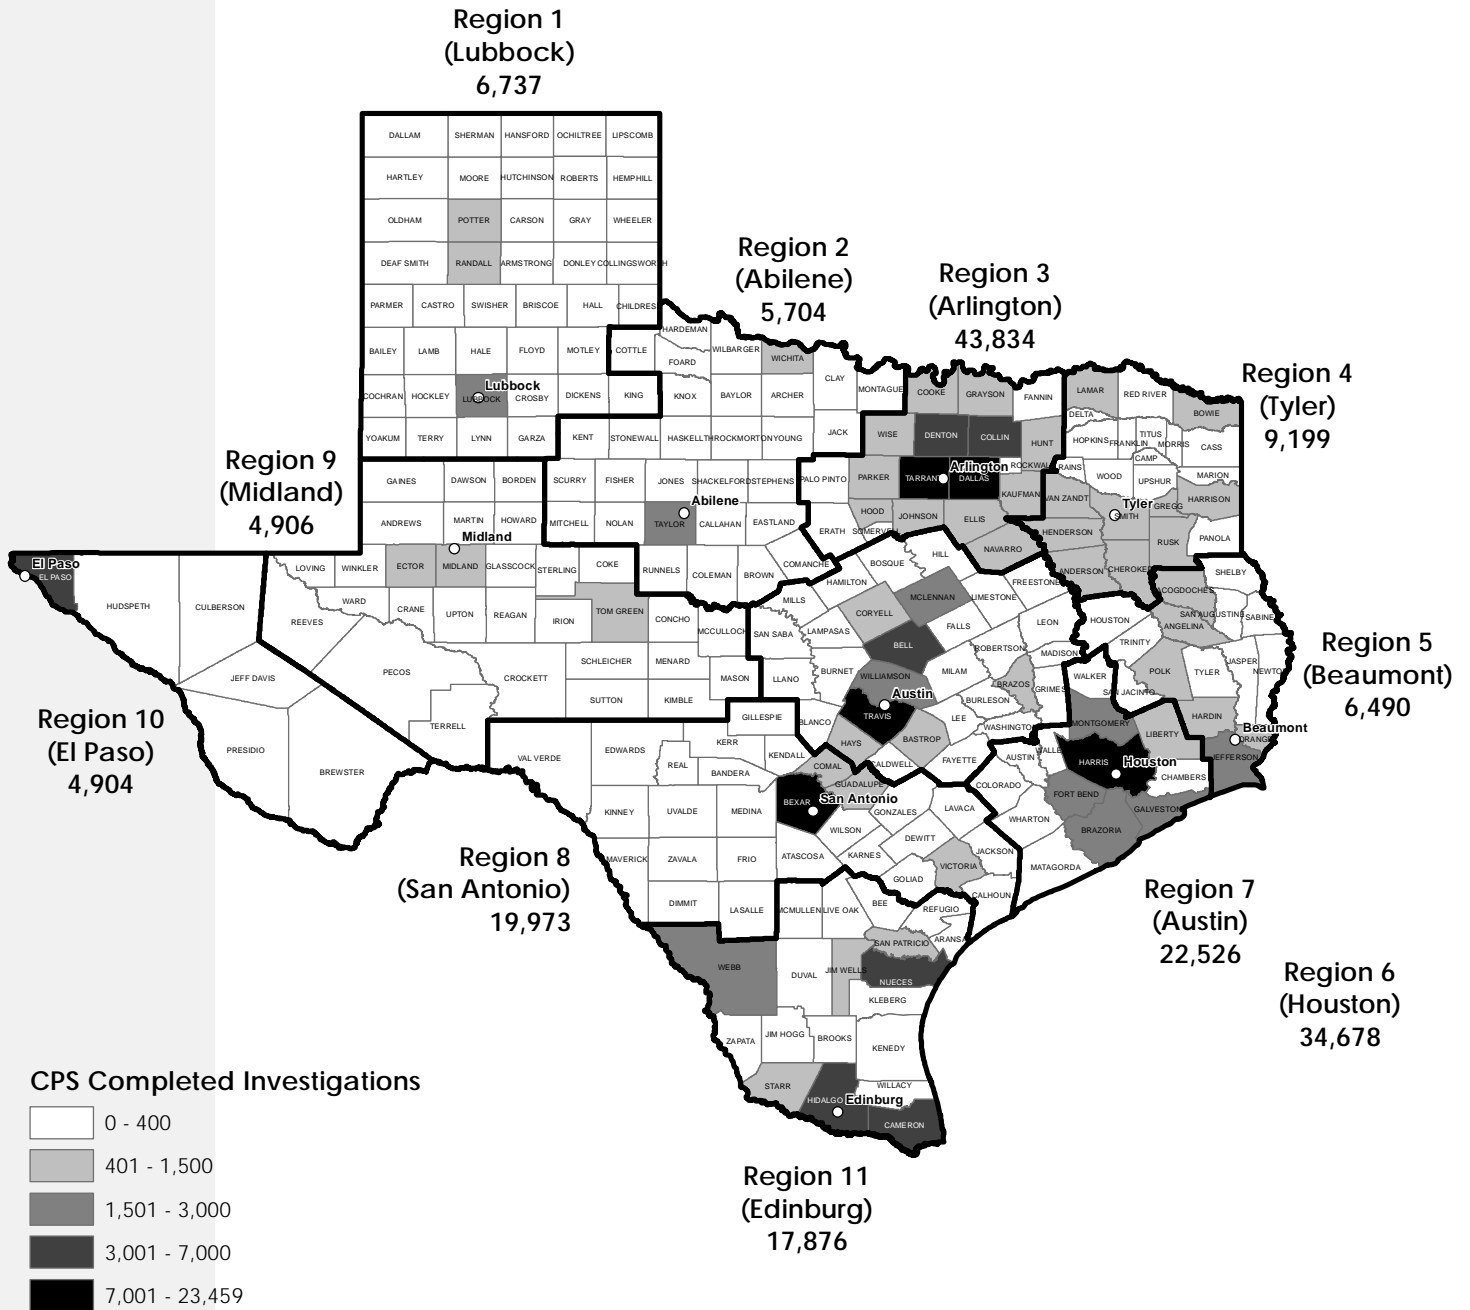 Region 1
(Lubbock)
6,737
DALLAM SHERMAN HANSFORD OCHILTREE LIPSCOMB
HARTLEY MOORE HUTCHINSON ROBERTS HEMPHILL
OLDHAM POTTER CARSON GRAY WHEELER
DEAF SMITH RANDALL ARMSTRONG DONLEY COLLINGSWORTH
PARMER CASTRO SWISHER BRISCOE HALL CHILDRES
BAILEY LAMB HALE FLOYD MOTLEY COTTLE
Lubbock
COCHRAN HOCKLEY LUBBOCK CROSBY DICKENS KING
YOAKUM TERRY LYNN GARZA
Region 2
(Abilene)
5,704
HARDEMAN
FOARD WILBARGER WICHITA
CLAY MONTAGUE
KNOX BAYLOR ARCHER
KENT STONEWALL HASKELL THROCKMORTON YOUNG JACK
SCURRY FISHER JONES SHACKELFORD STEPHENS
Abilene
MITCHELL NOLAN TAYLOR CALLAHAN EASTLAND
RUNNELS COLEMAN BROWN COMANCHE
Region 3
(Arlington)
43,834
COOKE GRAYSON FANNIN
WISE DENTON COLLIN HUNT
Arlington
ROCKWAL
PALO PINTO PARKER TARRANT DALLAS KAUFMAN
HOOD JOHNSON ELLIS
ERATH SOMERVELL NAVARRO
Region 4
(Tyler)
9,199
LAMAR RED RIVER BOWIE
DELTA
HOPKINS FRANKLIN TITUS MORRIS CASS
CAMP
RAINS WOOD UPSHUR MARION
VAN ZANDT Tyler SMITH GREGG HARRISON
HENDERSON RUSK PANOLA
ANDERSON CHEROKEE
Region 9
(Midland)
4,906
GAINES DAWSON BORDEN
ANDREWS MARTIN HOWARD
Midland
LOVING WINKLER ECTOR MIDLAND GLASSCOCK STERLING COKE
WARD CRANE UPTON REAGAN IRION TOM GREEN CONCHO
REEVES MCCULLOCH
PECOS CROCKETT SCHLEICHER MENARD MASON
SUTTON KIMBLE
TERRELL
El Paso
EL PASO HUDSPETH CULBERSON
JEFF DAVIS
PRESIDIO BREWSTER
Region 10
(El Paso)
4,904
BOSQUE HILL
HAMILTON FREESTONE
MILLS CORYELL MCLENNAN LIMESTONE
SAN SABA LAMPASAS BELL FALLS LEON
ROBERTSON MADISON
LLANO BURNET WILLIAMSON MILAM BRAZOS GRIMES
Austin
BURLESON
BLANCO TRAVIS LEE WASHINGTON
HAYS BASTROP
CALDWELL FAYETTE
HOUSTON
TRINITY
SHELBY
NACOGDOCHES
SAN AUGUSTINE SABINE
ANGELINA
POLK TYLER JASPER NEWTON
SAN JACINTO
HARDIN
Beaumont
ORANGE
JEFFERSON
Region 5
(Beaumont)
6,490
WALKER
MONTGOMERY LIBERTY
AUSTIN WALLE HARRIS Houston
CHAMBERS
COLORADO FORT BEND GALVESTON
WHARTON BRAZORIA
MATAGORDA
GILLESPIE
VAL VERDE EDWARDS KERR KENDALL
REAL BANDERA COMAL
GUADALUPE
KINNEY UVALDE MEDINA BEXAR San Antonio
GONZALES LAVACA
WILSON DEWITT
MAVERICK ZAVALA FRIO ATASCOSA KARNES JACKSON
VICTORIA
GOLIAD
DIMMIT LASALLE CALHOUN
Region 8
(San Antonio)
19,973
Region 7
(Austin)
22,526
Region 6
(Houston)
34,678
MCMULLEN LIVE OAK BEE REFUGIO
ARANSA
SAN PATRICIO
WEBB DUVAL JIM WELLS NUECES
KLEBERG
ZAPATA JIM HOGG BROOKS KENEDY
STARR HIDALGO WILLACY
Edinburg
CAMERON
Region 11
(Edinburg)
17,876
CPS Completed Investigations
0 - 400
401 - 1,500
1,501 - 3,000
3,001 - 7,000
7,001 - 23,459